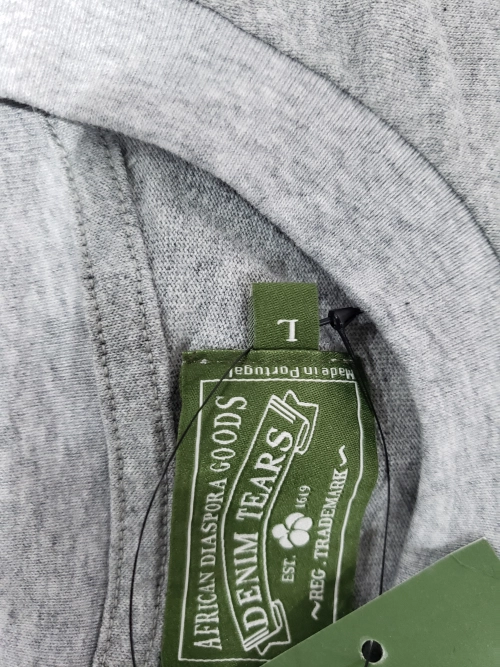 L
Made in Portugal
AFRICAN DIASPORA GOODS
DENIM TEARS
EST. 1619
~REG. TRADEMARK~